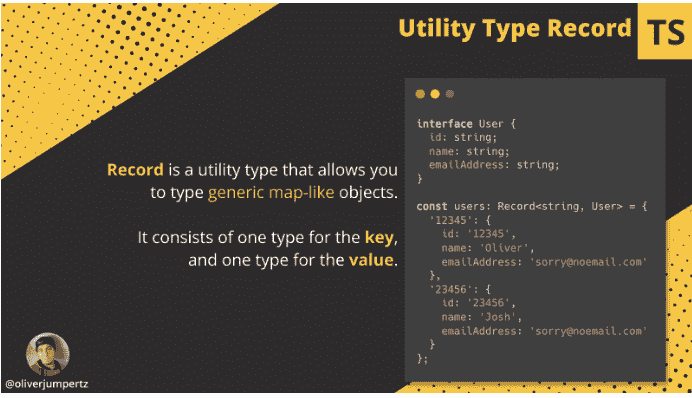 Utility Type Record
TS
Record is a utility type that allows you
to type generic map-like objects.
It consists of one type for the key,
and one type for the value.
interface User {
  id: string;
  name: string;
  emailAddress: string;
}
const users: Record<string, User> = {
  '12345': {
    id: '12345',
    name: 'Oliver',
    emailAddress: 'sorry@noemail.com'
  },
  '23456': {
    id: '23456',
    name: 'Josh',
    emailAddress: 'sorry@noemail.com'
  }
};
@oliverjumpertz